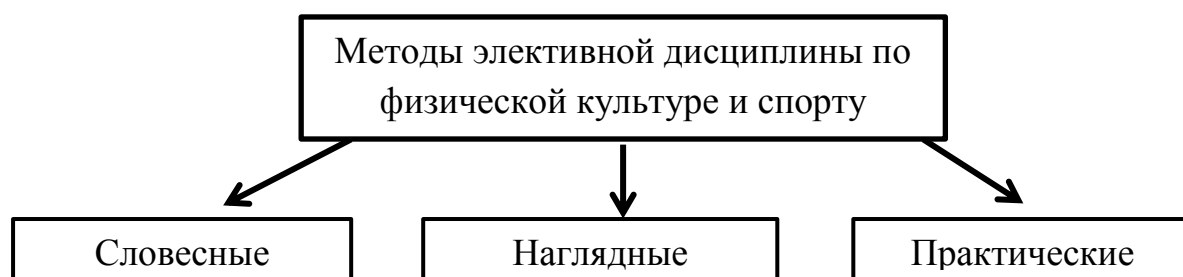 Методы элективной дисциплины по
физической культуре и спорту
Словесные
Наглядные
Практические